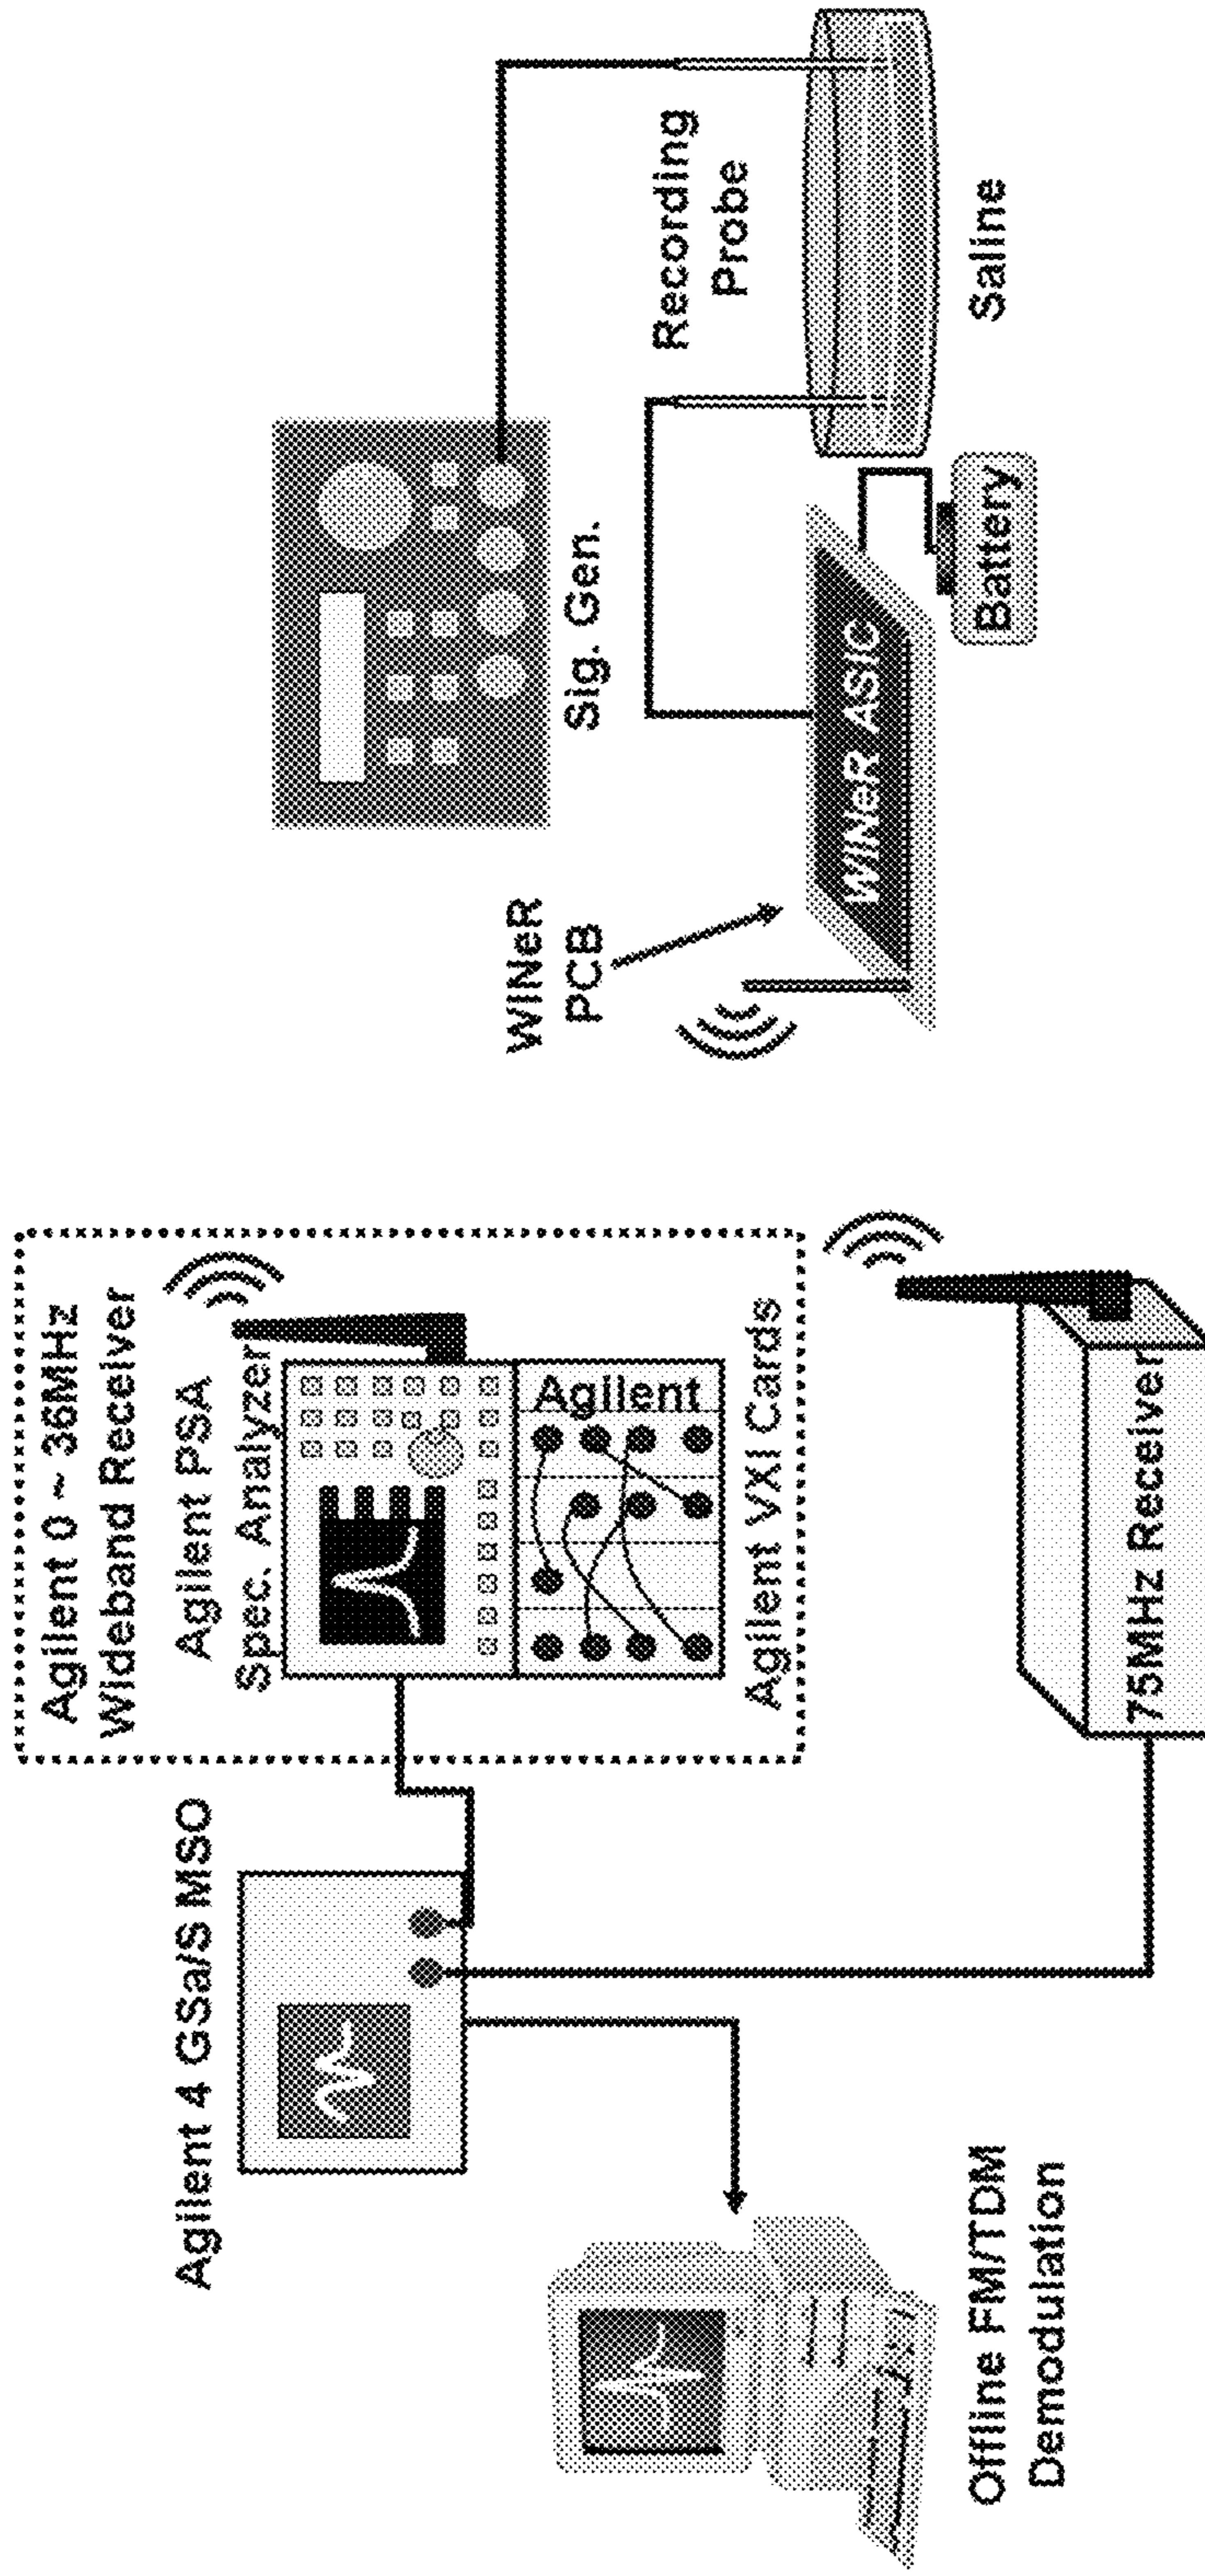 Agilent 4 GSa/S MSO
Agilent 0 ~ 36MHz
Wideband Receiver
Agilent PSA
Spec. Analyzer
Agilent
Agilent VXI Cards
75MHz Receiver
Offline FM/TDM
Demodulation
WINeR
PCB
Sig. Gen.
WINeR ASIC
Battery
Recording
Probe
Saline